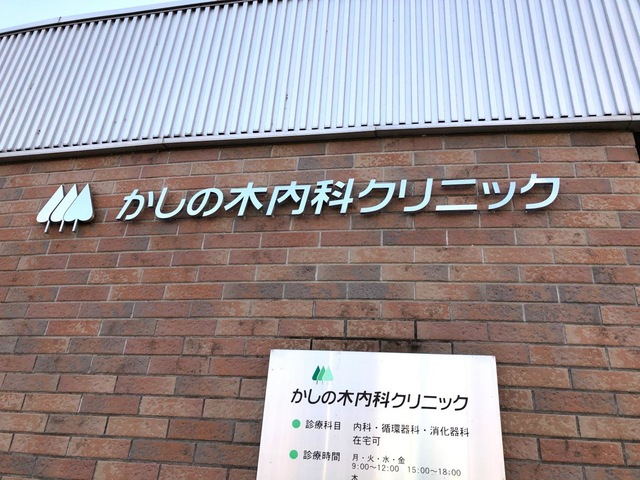 かしの木内科クリニック
かしの木内科クリニック
診療科目 内科・循環器科・消化器科
在宅可
診療時間 月・火・水・金
9:00〜12:00 15:00〜18:00
木